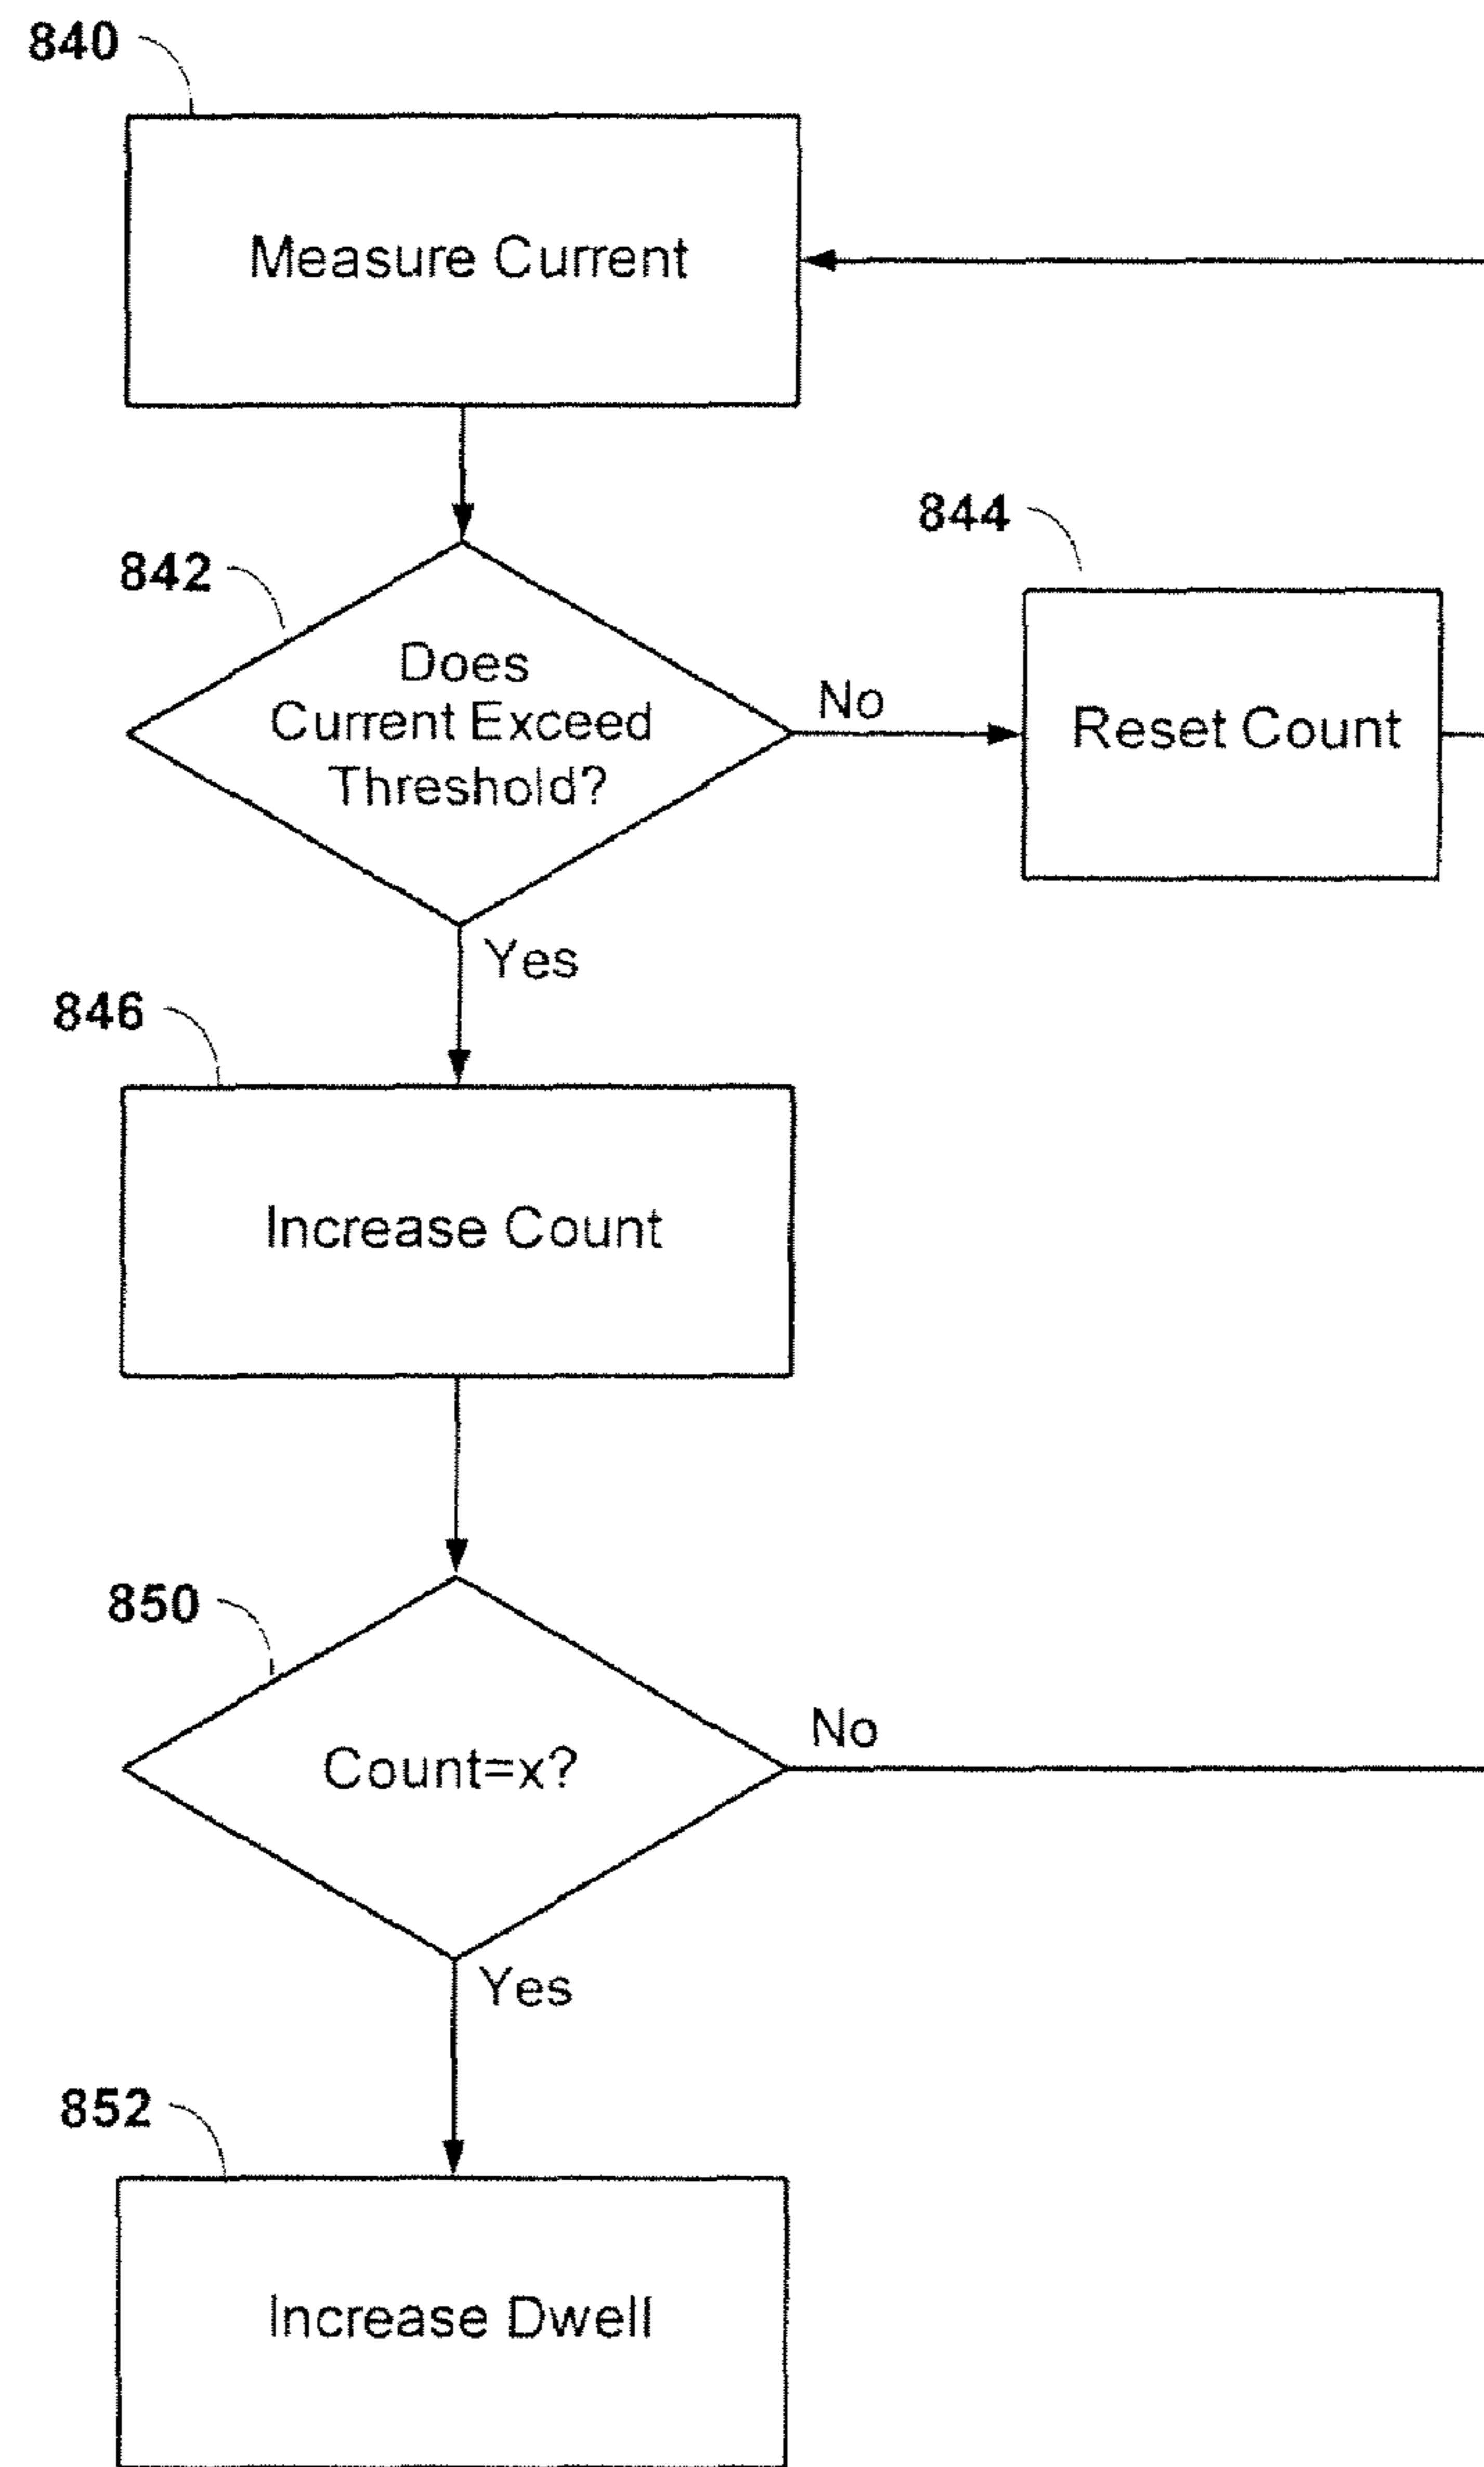 840
Measure Current
842
Does
Current Exceed
Threshold?
No
844
Reset Count
Yes
846
Increase Count
850
Count=x?
No
Yes
852
Increase Dwell